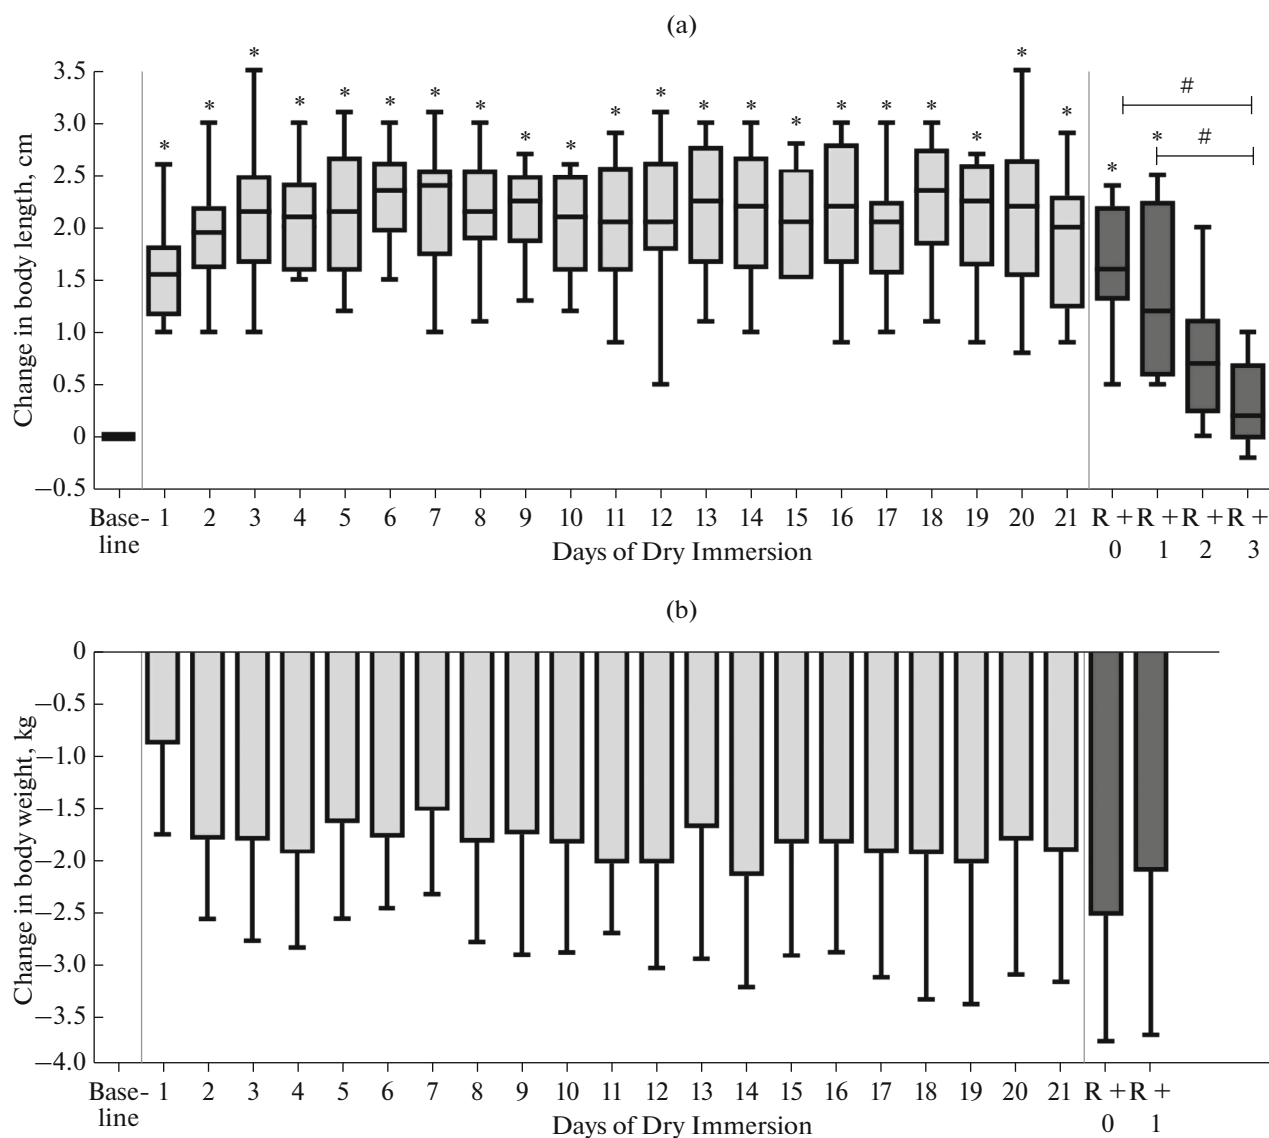 (a)
* * * * * * * * * * * * * * * * * * * * * * *
# #
Change in body length, cm
3.5
3.0
2.5
2.0
1.5
1.0
0.5
0
−0.5
Base- 1 2 3 4 5 6 7 8 9 10 11 12 13 14 15 16 17 18 19 20 21 R + R + R + R +
line 0 1 2 3
Days of Dry Immersion
(b)
Change in body weight, kg
0
−0.5
−1.0
−1.5
−2.0
−2.5
−3.0
−3.5
−4.0
Base- 1 2 3 4 5 6 7 8 9 10 11 12 13 14 15 16 17 18 19 20 21 R + R +
line 0 1
Days of Dry Immersion